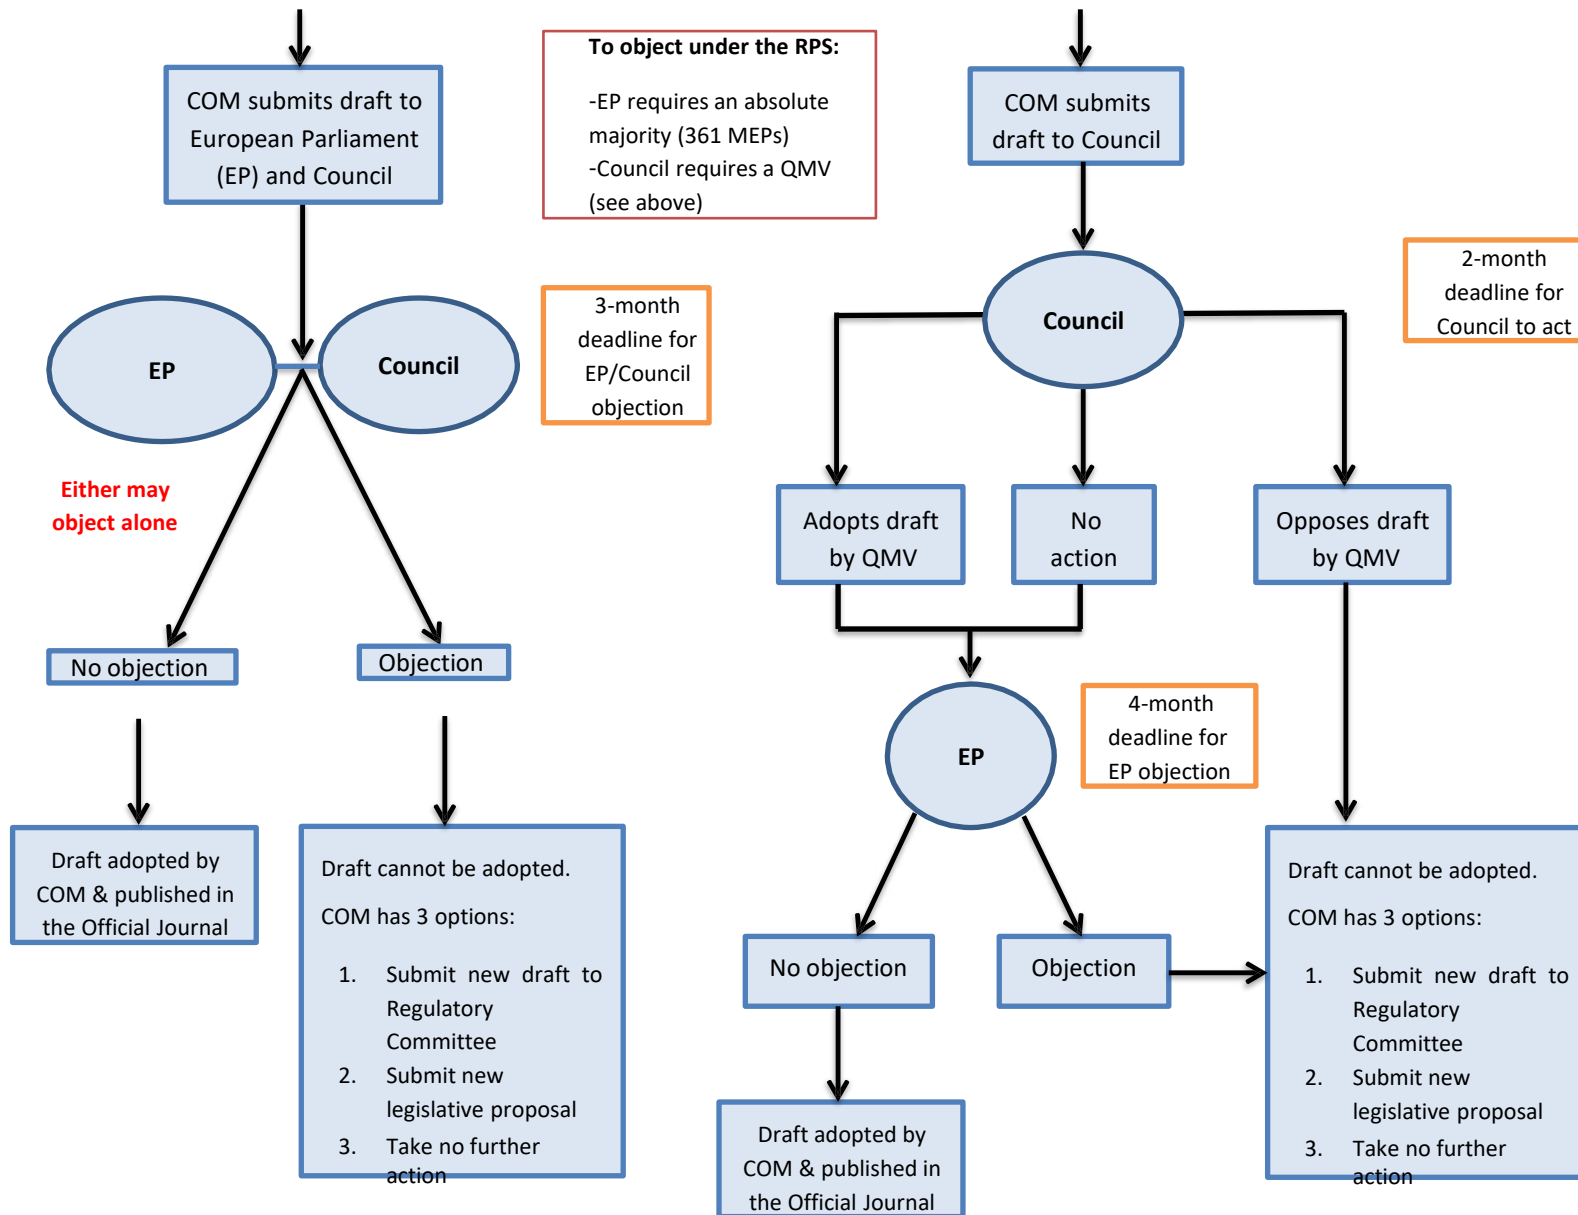 COM submits draft to
European Parliament
(EP) and Council
To object under the RPS:
-EP requires an absolute
majority (361 MEPs)
-Council requires a QMV
(see above)
COM submits
draft to Council
EP
Council
3-month
deadline for
EP/Council
objection
Council
2-month
deadline for
Council to act
Either may
object alone
Adopts draft
by QMV
No
action
Opposes draft
by QMV
No objection
Objection
EP
4-month
deadline for
EP objection
Draft adopted by
COM & published in
the Official Journal
Draft cannot be adopted.
COM has 3 options:
1. Submit new draft to
Regulatory
Committee
2. Submit new
legislative proposal
3. Take no further
action
No objection
Objection
Draft cannot be adopted.
COM has 3 options:
1. Submit new draft to
Regulatory
Committee
2. Submit new
legislative proposal
3. Take no further
action
Draft adopted by
COM & published in
the Official Journal